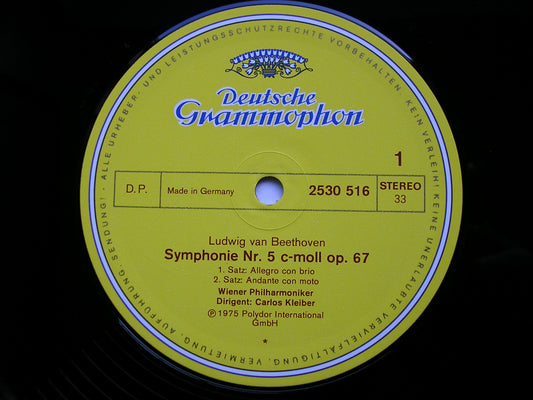 Deutsche
Grammophon
1
D.P.
Made in Germany
2530 516
STEREO
33
Ludwig van Beethoven
Symphonie Nr. 5 c-moll op. 67
1. Satz: Allegro con brio
2. Satz: Andante con moto
Wiener Philharmoniker
Dirigent: Carlos Kleiber
℗ 1975 Polydor International
GmbH
*
- ALLE URHEBER- UND LEISTUNGSSCHUTZRECHTE VORBEHALTEN. KEIN VERLEIH! KEINE UNERLAUBTE VERVIELFÄLTIGUNG, VERMIETUNG, AUFFÜHRUNG, SENDUNG!